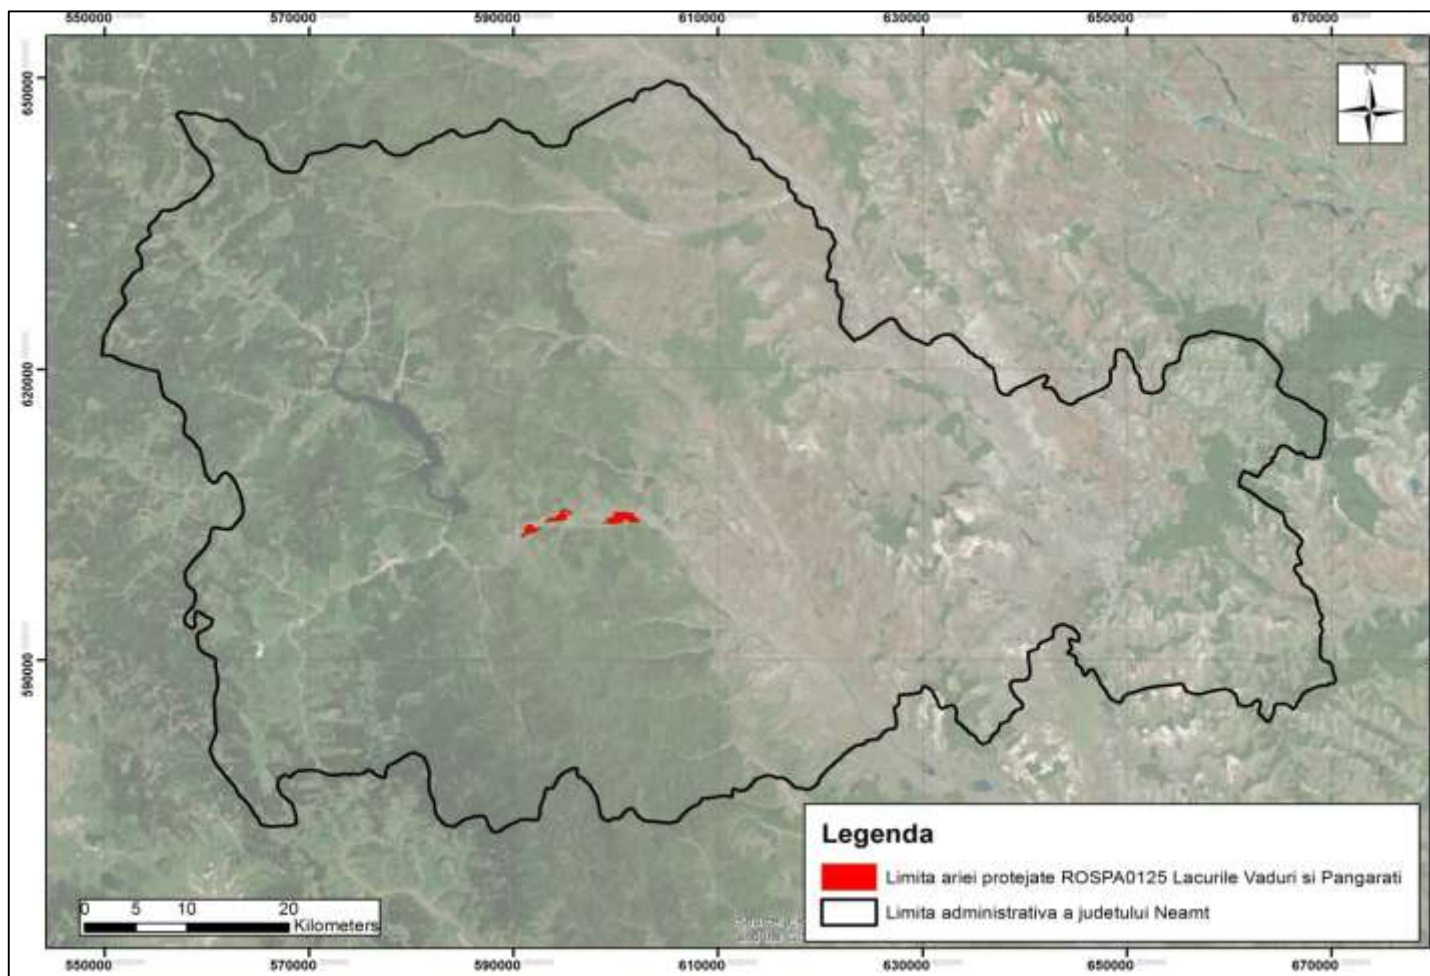 550000 570000 590000 610000 630000 650000 670000
N
650000
620000
590000
Legenda
Limita ariei protejate ROSPA0125 Lacurile Vaduri si Pangarati
Limita administrativa a judetului Neamt
0 5 10 20
Kilometers
550000 570000 590000 610000 630000 650000 670000